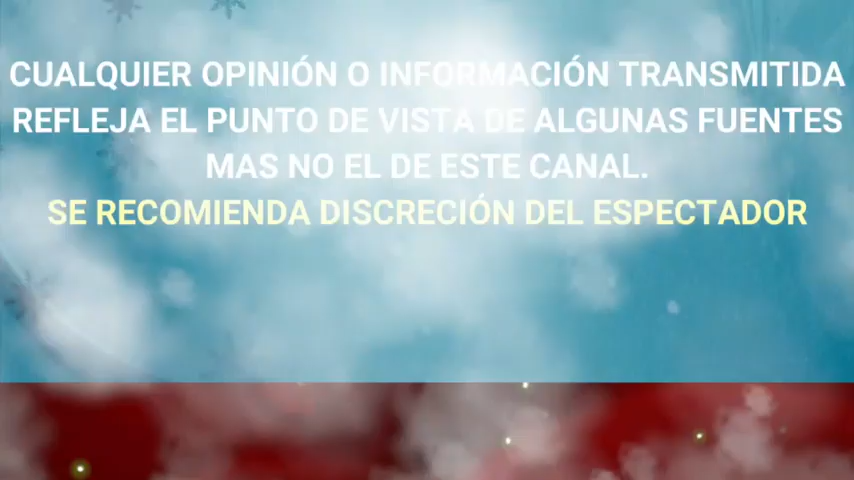 CUALQUIER OPINIÓN O INFORMACIÓN TRANSMITIDA
REFLEJA EL PUNTO DE VISTA DE ALGUNAS FUENTES
MAS NO EL DE ESTE CANAL.
SE RECOMIENDA DISCRECIÓN DEL ESPECTADOR